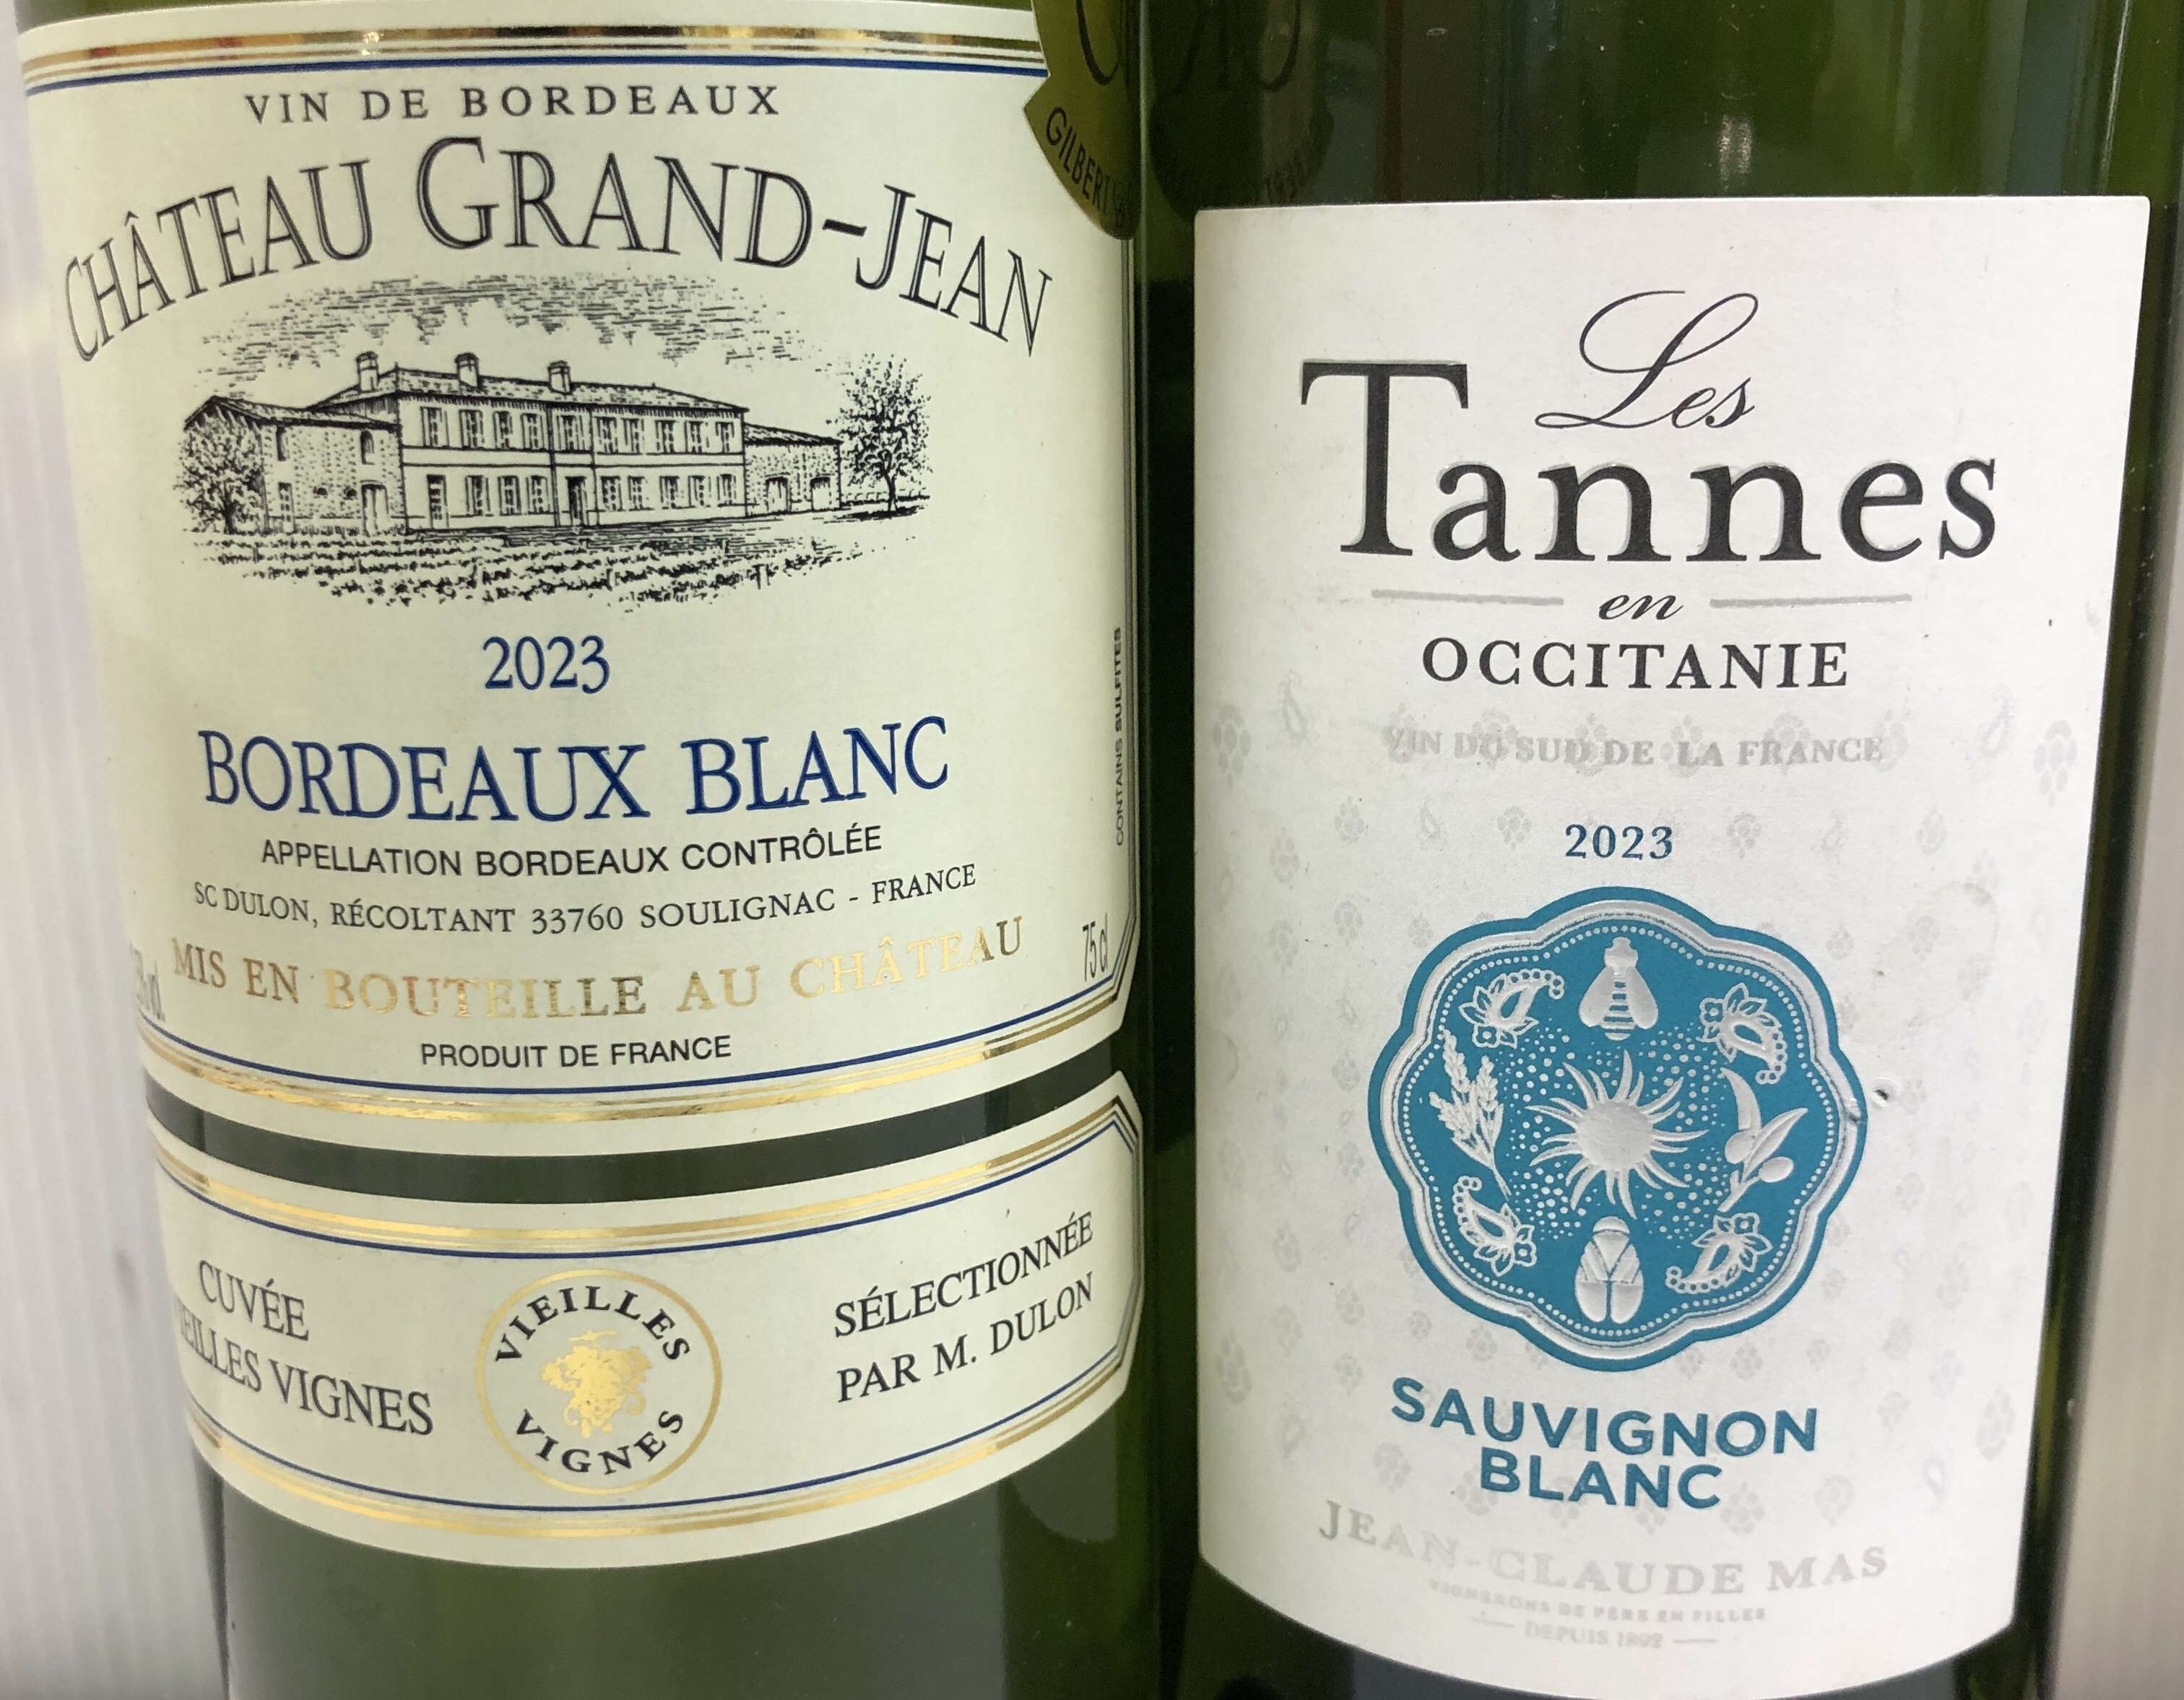 VIN DE BORDEAUX
CHÂTEAU GRAND-JEAN
2023
BORDEAUX BLANC
APPELLATION BORDEAUX CONTRÔLÉE
SC DULON, RÉCOLTANT 33760 SOULIGNAC - FRANCE
MIS EN BOUTEILLE AU CHÂTEAU
75 cl
PRODUIT DE FRANCE
CONTAINS SULFITES
CUVÉE
VIGNES
VIEILLES
VIGNES
SÉLECTIONNÉE
PAR M. DULON
GILBERT
Les
Tannes
en
OCCITANIE
VIN DU SUD DE LA FRANCE
2023
SAUVIGNON
BLANC
JEAN-CLAUDE MAS
VIGNERONS DE PÈRE EN FILLES
DEPUIS 1892